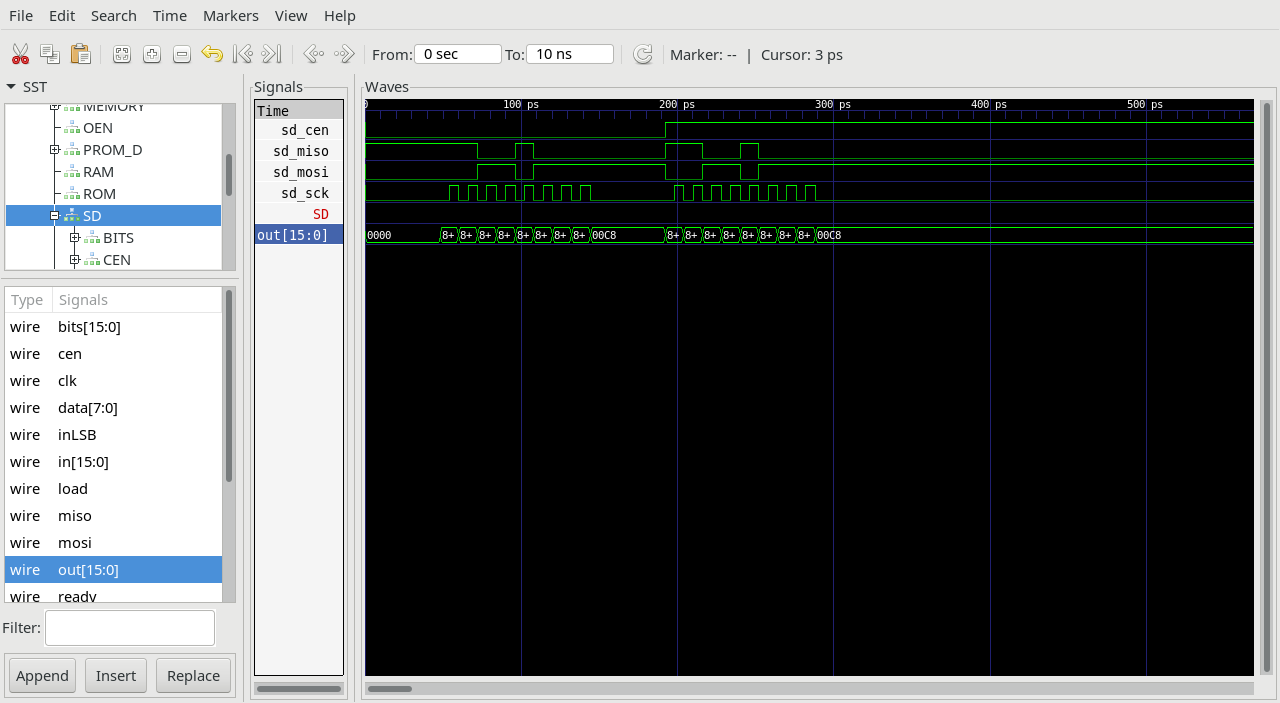 File Edit Search Time Markers View Help
From: 0 sec To: 10 ns Marker: -- | Cursor: 3 ps
SST
MEMORY
OEN
PROM_D
RAM
ROM
SD
BITS
CEN
Type Signals
wire bits[15:0]
wire cen
wire clk
wire data[7:0]
wire inLSB
wire in[15:0]
wire load
wire miso
wire mosi
wire out[15:0]
wire ready
Filter:
Append Insert Replace
Signals
Time
sd_cen
sd_miso
sd_mosi
sd_sck
SD
out[15:0]
Waves
0 100 ps 200 ps 300 ps 400 ps 500 ps
0000 8+ 8+ 8+ 8+ 8+ 8+ 8+ 8+ 00C8 8+ 8+ 8+ 8+ 8+ 8+ 8+ 8+ 00C8